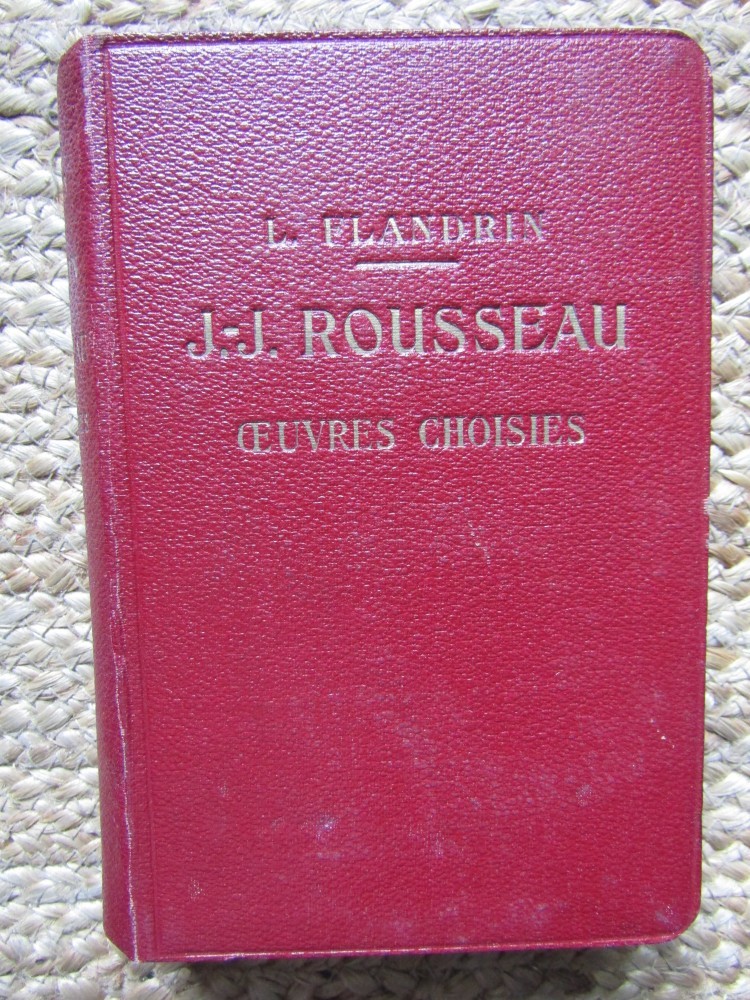 L. FLANDRIN
J.-J. ROUSSEAU
ŒUVRES CHOISIES